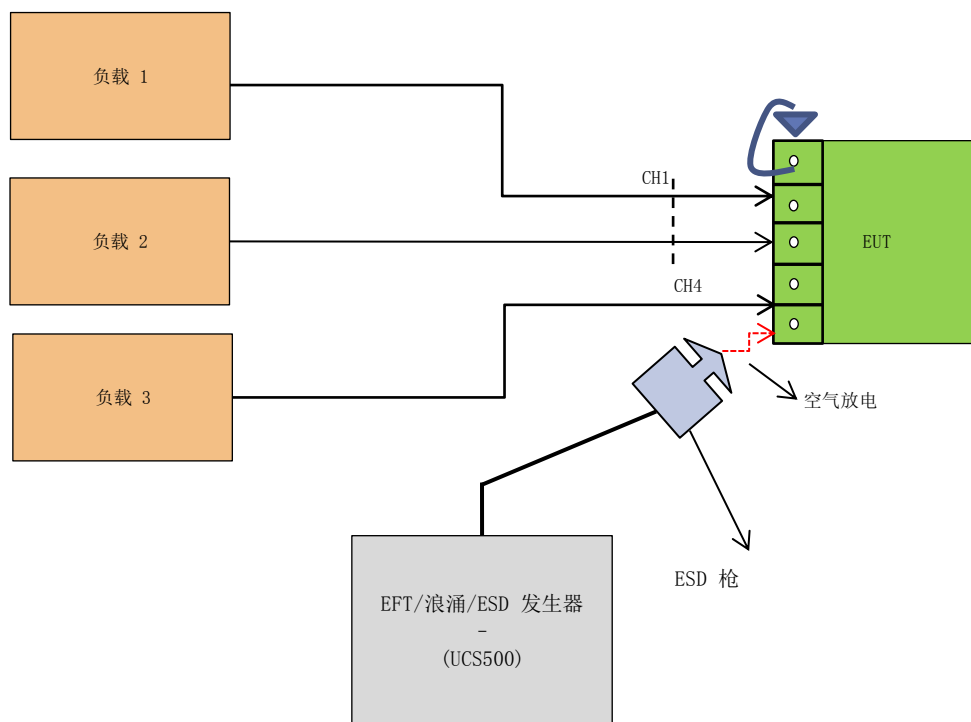 负载 1
CH1
负载 2
EUT
CH4
负载 3
空气放电
ESD 枪
EFT/浪涌/ESD 发生器
-
(UCS500)